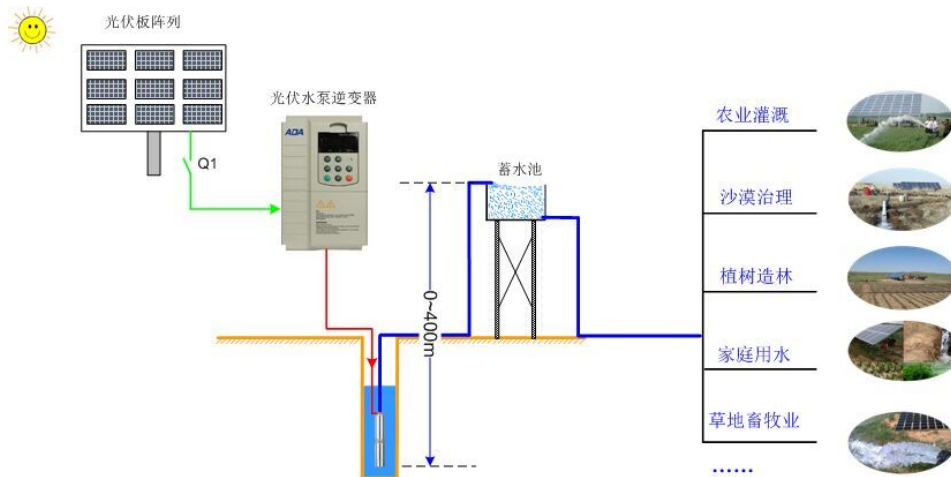 光伏板阵列
光伏水泵逆变器
Q1
ADA
蓄水池
0~400m
农业灌溉
沙漠治理
植树造林
家庭用水
草地畜牧业
......